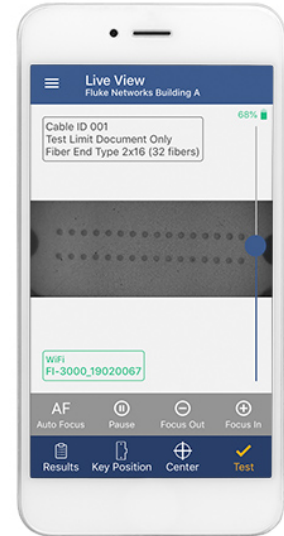 Live View
Fluke Networks Building A
68%
Cable ID 001
Test Limit Document Only
Fiber End Type 2x16 (32 fibers)
WiFi
FI-3000_19020067
AF
Auto Focus Pause Focus Out Focus In
Results Key Position Center Test